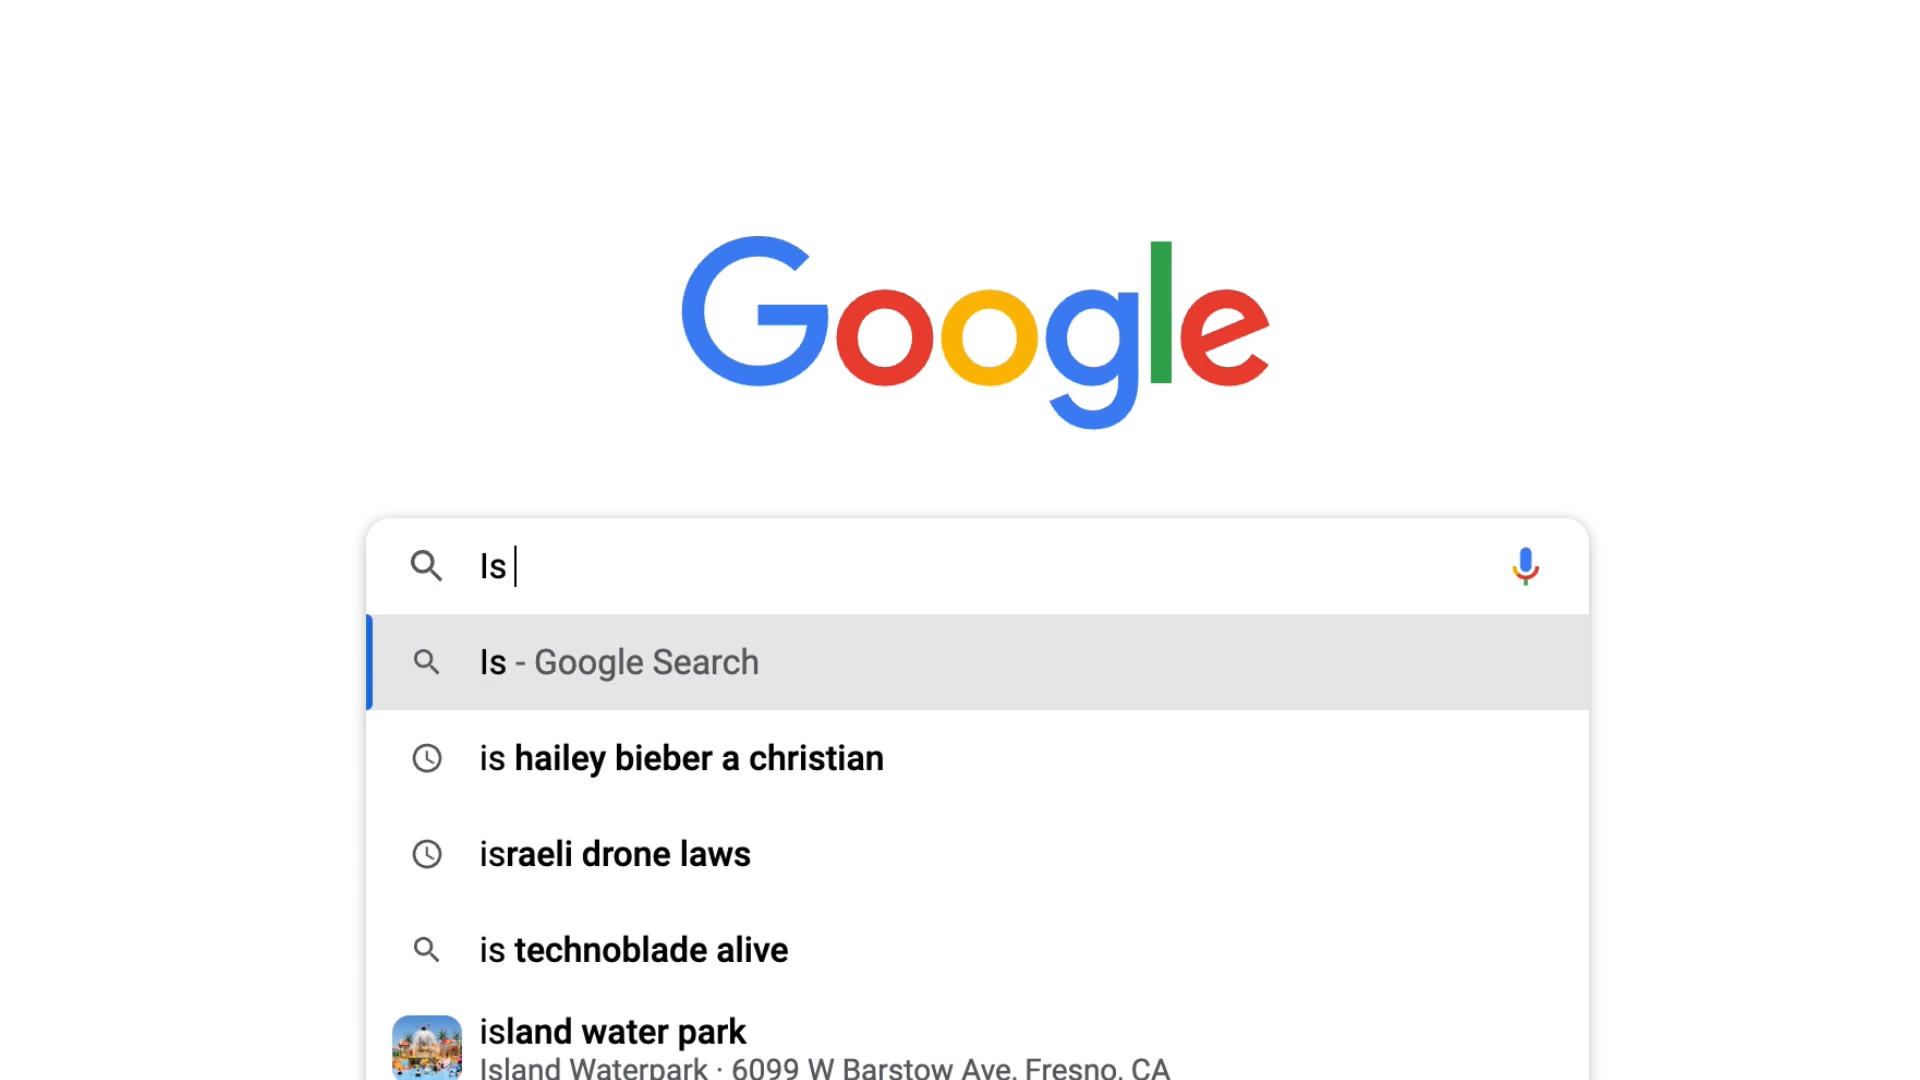 Google
Is
Is - Google Search
is hailey bieber a christian
israeli drone laws
is technoblade alive
island water park
Island Waterpark · 6099 W Barstow Ave, Fresno, CA